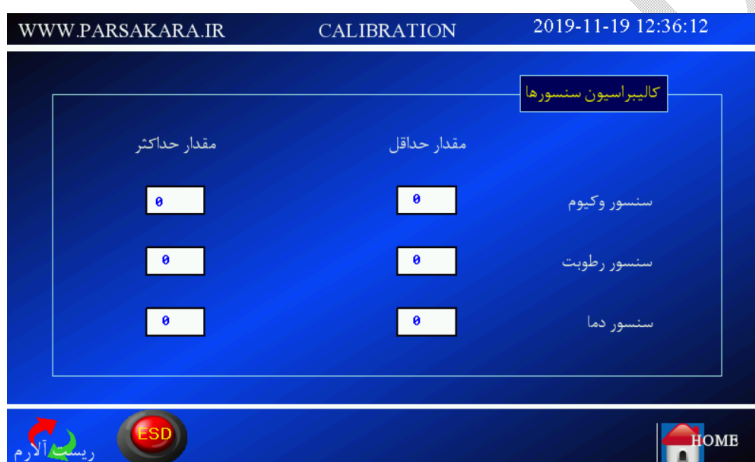 WWW.PARSAKARA.IR CALIBRATION 2019-11-19 12:36:12
کالیبراسیون سنسورها
مقدار حداقل مقدار حداکثر
سنسور وکیوم 0 0
سنسور رطوبت 0 0
سنسور دما 0 0
ریست آلارم ESD HOME